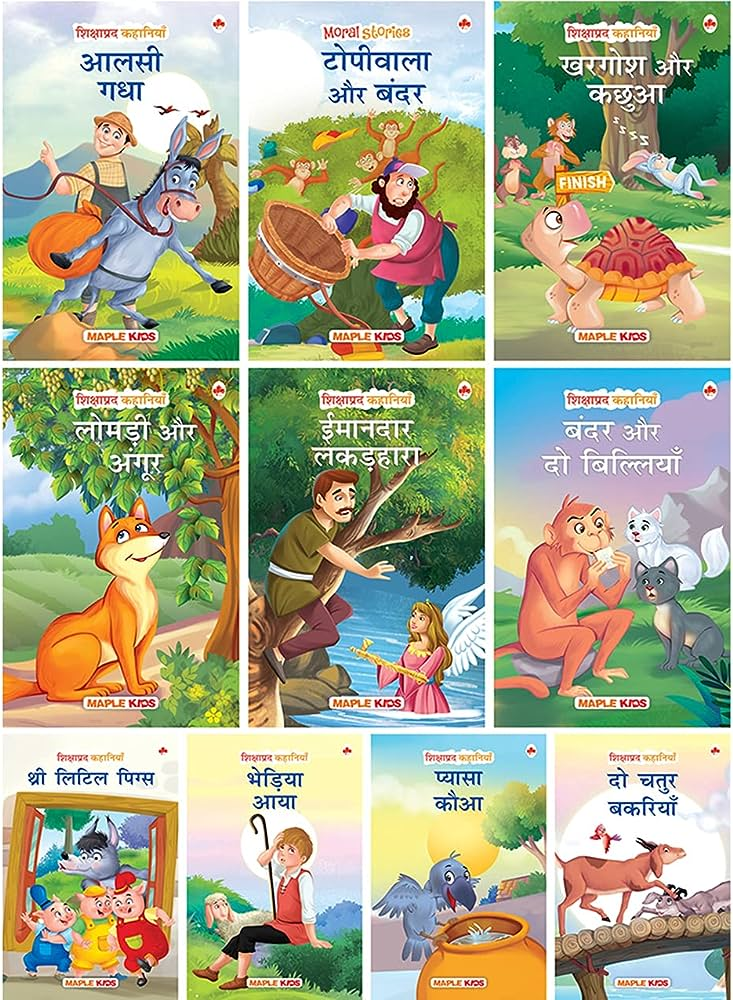 शिक्षाप्रद कहानियाँ
आलसी
गधा
MAPLE KIDS
Moral Stories
टोपीवाला
और बंदर
MAPLE KIDS
शिक्षाप्रद कहानियाँ
खरगोश और
कछुआ
zzzz
FINISH
MAPLE KIDS
शिक्षाप्रद कहानियाँ
लोमड़ी और
अंगूर
MAPLE KIDS
शिक्षाप्रद कहानियाँ
ईमानदार
लकड़हारा
MAPLE KIDS
शिक्षाप्रद कहानियाँ
बंदर और
दो बिल्लियाँ
MAPLE KIDS
शिक्षाप्रद कहानियाँ
थ्री लिटिल पिग्स
MAPLE KIDS
शिक्षाप्रद कहानियाँ
भेड़िया
आया
MAPLE KIDS
शिक्षाप्रद कहानियाँ
प्यासा
कौआ
MAPLE KIDS
शिक्षाप्रद कहानियाँ
दो चतुर
बकरियाँ
MAPLE KIDS